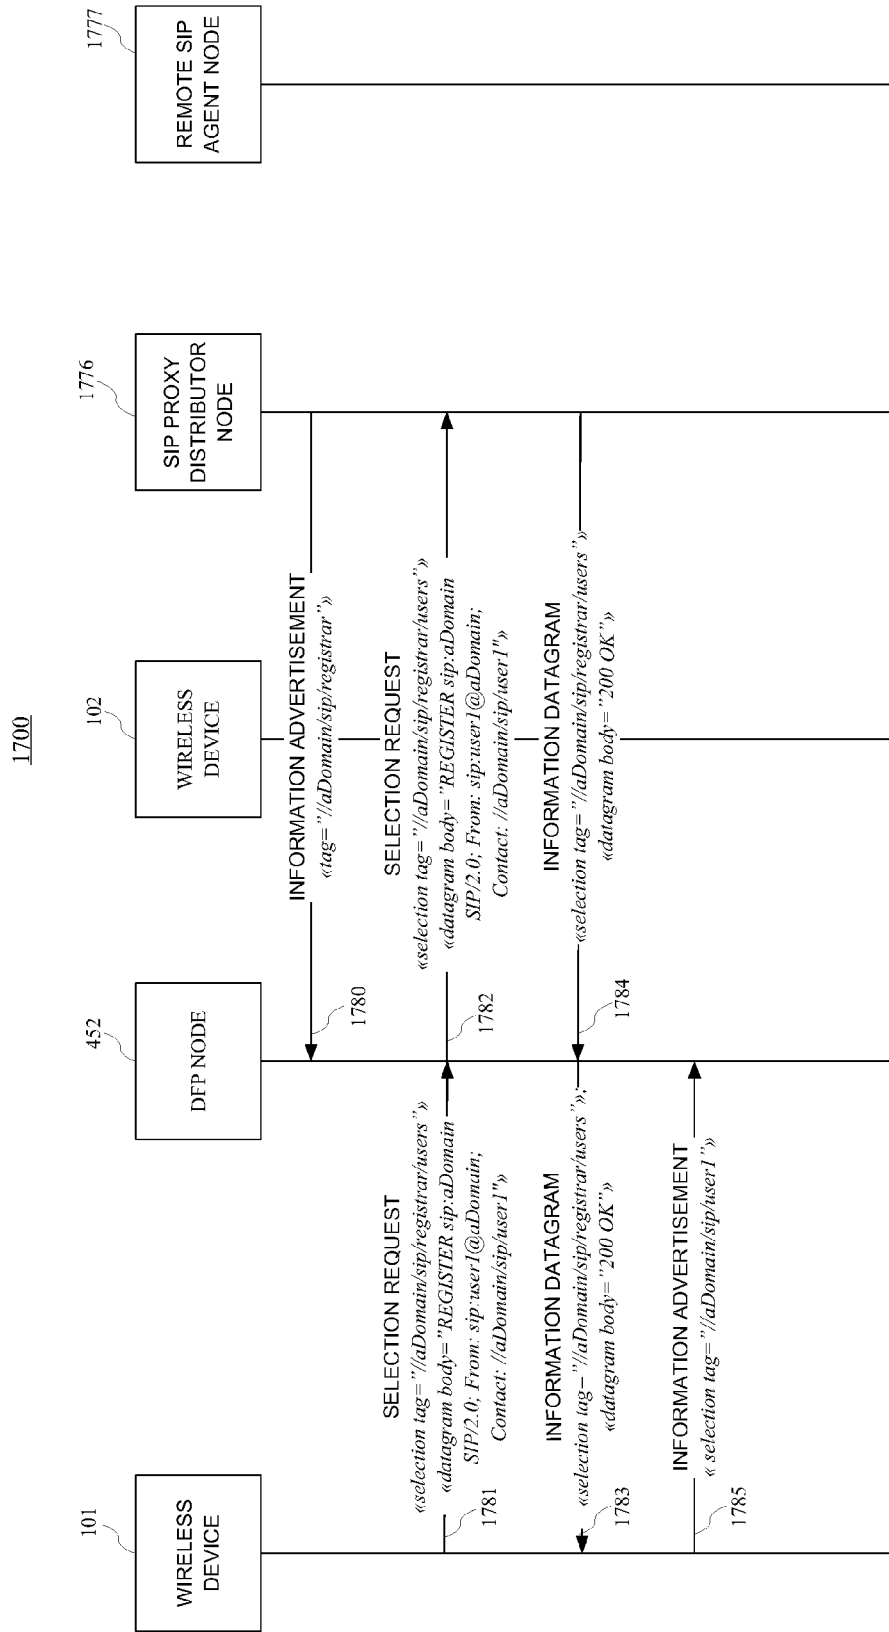 1700
101
WIRELESS
DEVICE
452
DFP NODE
102
WIRELESS
DEVICE
1776
SIP PROXY
DISTRIBUTOR
NODE
1777
REMOTE SIP
AGENT NODE
INFORMATION ADVERTISEMENT
«tag="//aDomain/sip/registrar"»
1780
SELECTION REQUEST
«selection tag="//aDomain/sip/registrar/users"»
«datagram body="REGISTER sip:aDomain
SIP/2.0; From: sip:user1@aDomain;
Contact: //aDomain/sip/user1"»
1781
SELECTION REQUEST
«selection tag="//aDomain/sip/registrar/users"»
«datagram body="REGISTER sip:aDomain
SIP/2.0; From: sip:user1@aDomain;
Contact: //aDomain/sip/user1"»
1782
INFORMATION DATAGRAM
«selection tag="//aDomain/sip/registrar/users"»;
«datagram body="200 OK"»
1783
INFORMATION DATAGRAM
«selection tag="//aDomain/sip/registrar/users"»
«datagram body="200 OK"»
1784
INFORMATION ADVERTISEMENT
« selection tag="//aDomain/sip/user1"»
1785